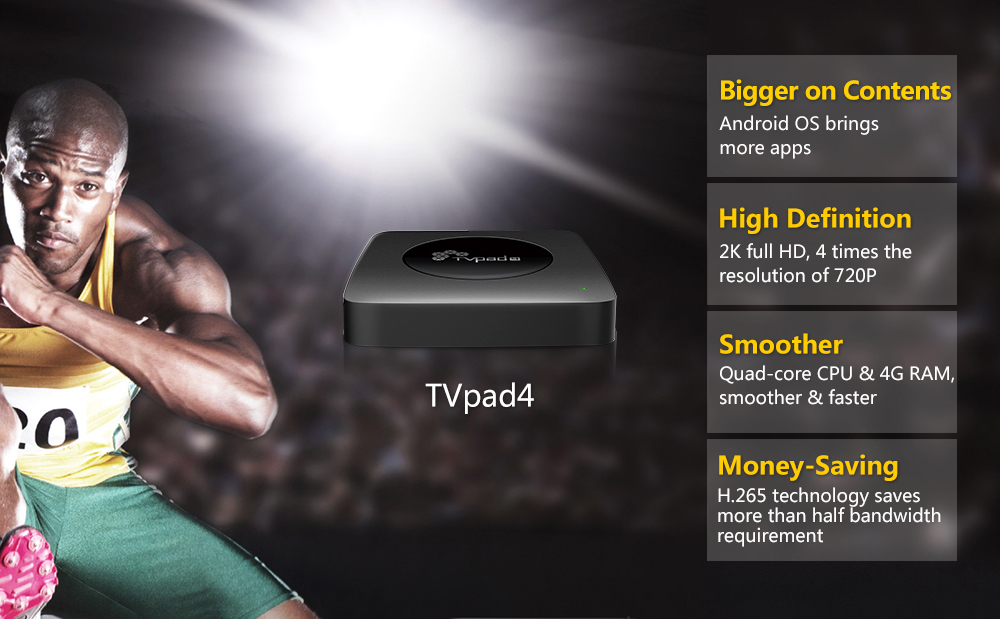 Bigger on Contents
Android OS brings
more apps
High Definition
2K full HD, 4 times the
resolution of 720P
Smoother
Quad-core CPU & 4G RAM,
smoother & faster
Money-Saving
H.265 technology saves
more than half bandwidth
requirement
TVpad
TVpad4
20